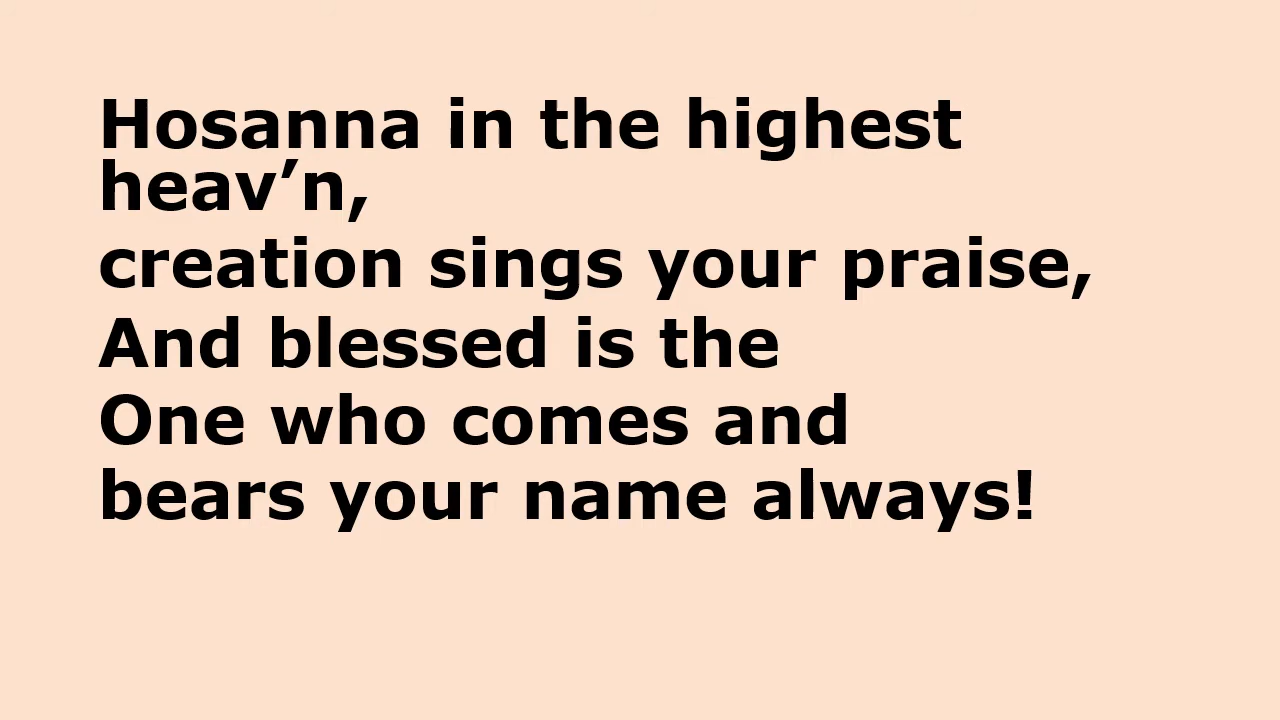 Hosanna in the highest
heav’n,
creation sings your praise,
And blessed is the
One who comes and
bears your name always!